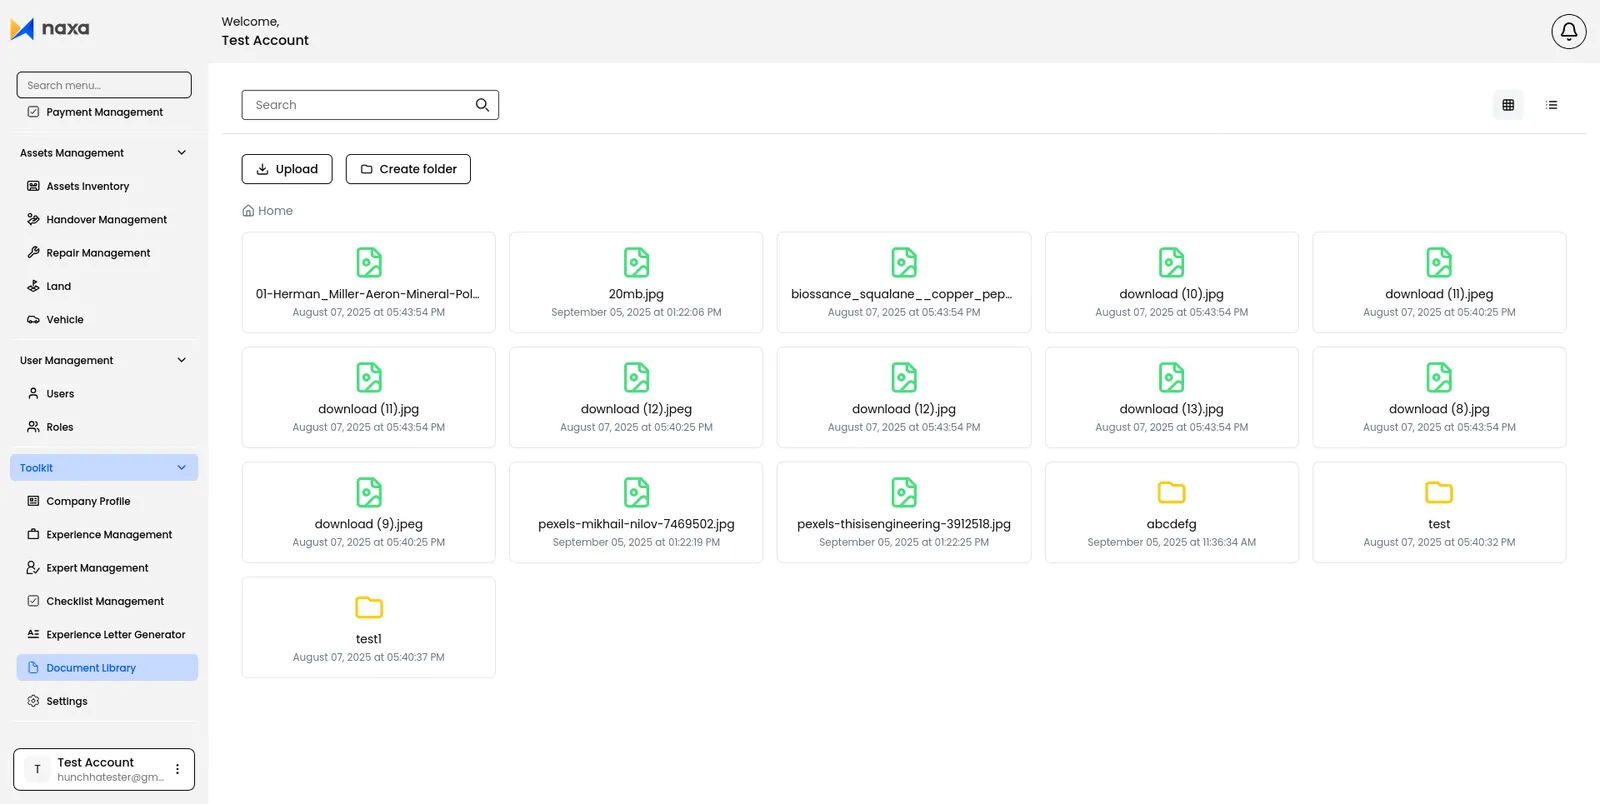 naxa
Welcome,
Test Account
Search menu...
Payment Management
Assets Management
Assets Inventory
Handover Management
Repair Management
Land
Vehicle
User Management
Users
Roles
Toolkit
Company Profile
Experience Management
Expert Management
Checklist Management
Experience Letter Generator
Document Library
Settings
T
Test Account
hunchhatester@gm...
Search
Upload
Create folder
Home
01-Herman_Miller-Aeron-Mineral-Pol...
August 07, 2025 at 05:43:54 PM
20mb.jpg
September 05, 2025 at 01:22:06 PM
biossance_squalane__copper_pep...
August 07, 2025 at 05:43:54 PM
download (10).jpg
August 07, 2025 at 05:43:54 PM
download (11).jpeg
August 07, 2025 at 05:40:25 PM
download (11).jpg
August 07, 2025 at 05:43:54 PM
download (12).jpeg
August 07, 2025 at 05:40:25 PM
download (12).jpg
August 07, 2025 at 05:43:54 PM
download (13).jpg
August 07, 2025 at 05:43:54 PM
download (8).jpg
August 07, 2025 at 05:43:54 PM
download (9).jpeg
August 07, 2025 at 05:40:25 PM
pexels-mikhail-nilov-7469502.jpg
September 05, 2025 at 01:22:19 PM
pexels-thisisengineering-3912518.jpg
September 05, 2025 at 01:22:25 PM
abcdefg
September 05, 2025 at 11:36:34 AM
test
August 07, 2025 at 05:40:32 PM
test1
August 07, 2025 at 05:40:37 PM